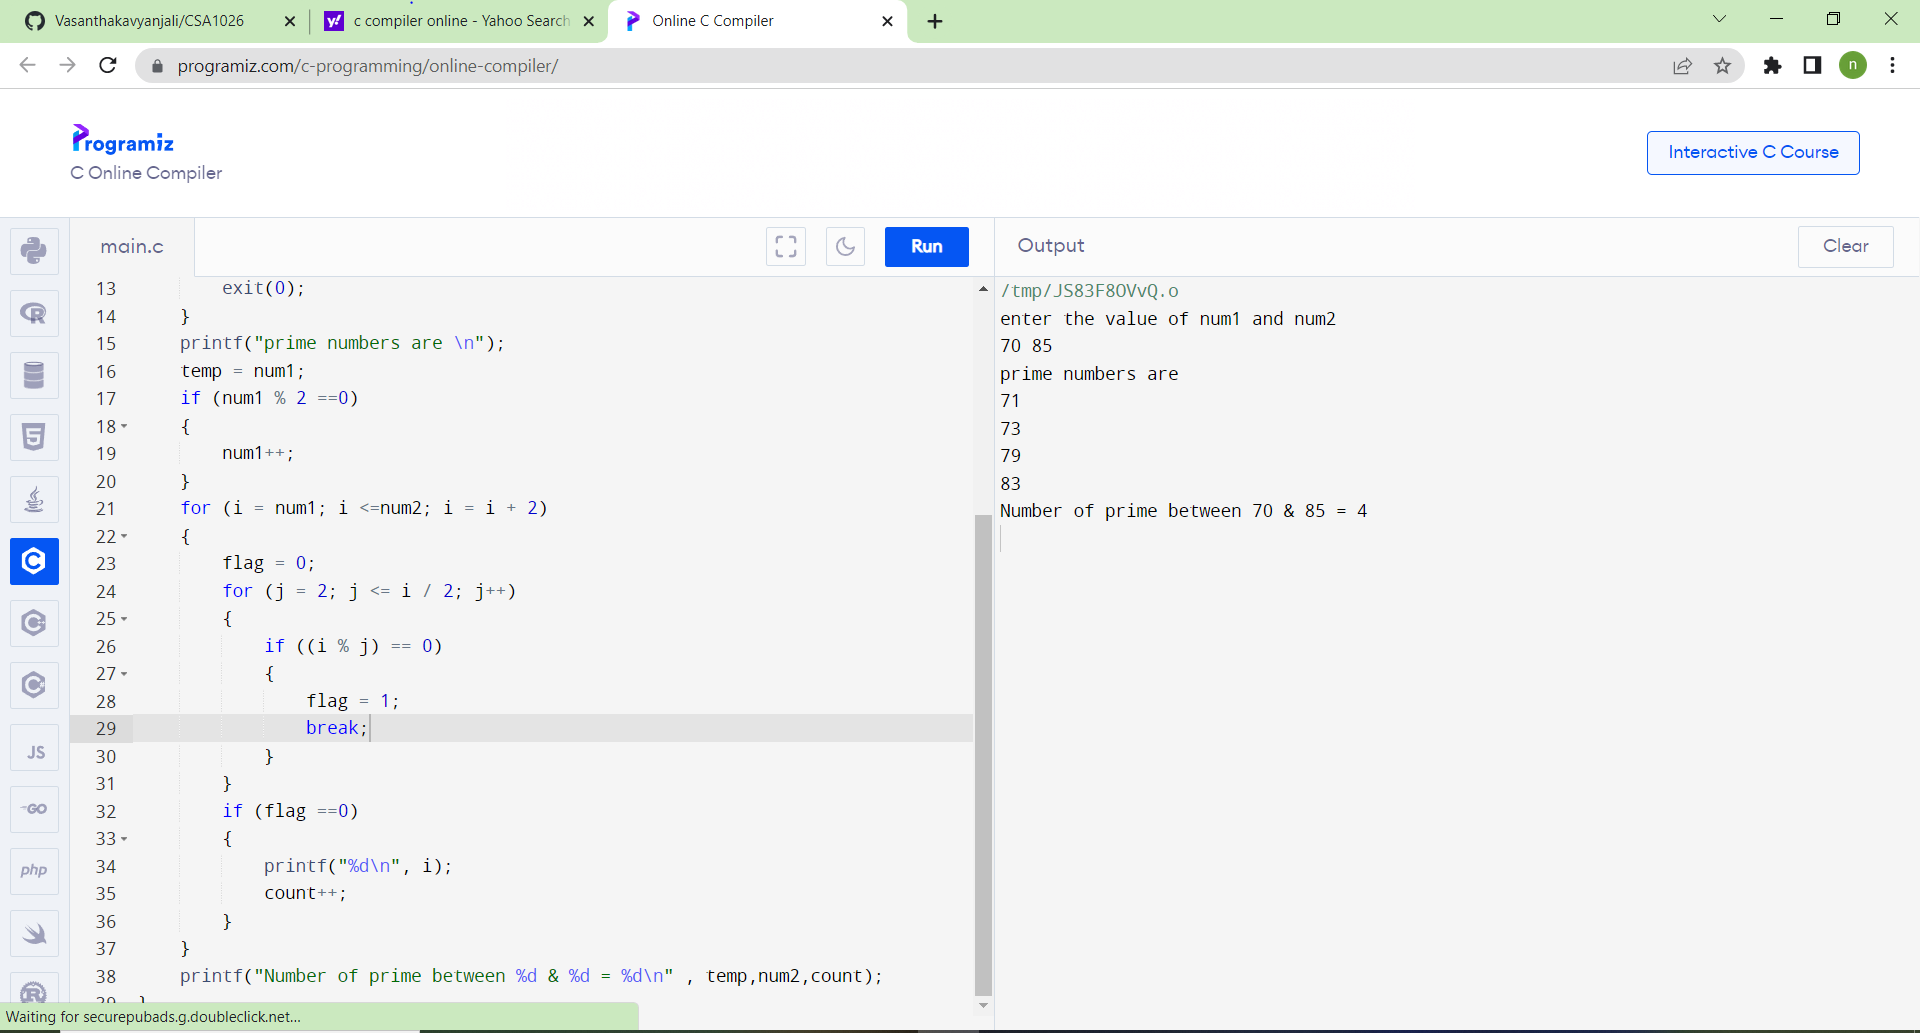 Vasanthakavyanjali/CSA1026
c compiler online - Yahoo Search
Online C Compiler
programiz.com/c-programming/online-compiler/
n
Programiz
C Online Compiler
Interactive C Course
main.c
Run
Output
Clear
13 exit(0);
14 }
15 printf("prime numbers are \n");
16 temp = num1;
17 if (num1 % 2 ==0)
18 {
19 num1++;
20 }
21 for (i = num1; i <=num2; i = i + 2)
22 {
23 flag = 0;
24 for (j = 2; j <= i / 2; j++)
25 {
26 if ((i % j) == 0)
27 {
28 flag = 1;
29 break;
30 }
31 }
32 if (flag ==0)
33 {
34 printf("%d\n", i);
35 count++;
36 }
37 }
38 printf("Number of prime between %d & %d = %d\n" , temp,num2,count);
39 }
/tmp/JS83F8OVvQ.o
enter the value of num1 and num2
70 85
prime numbers are
71
73
79
83
Number of prime between 70 & 85 = 4
JS
GO
php
Waiting for securepubads.g.doubleclick.net...